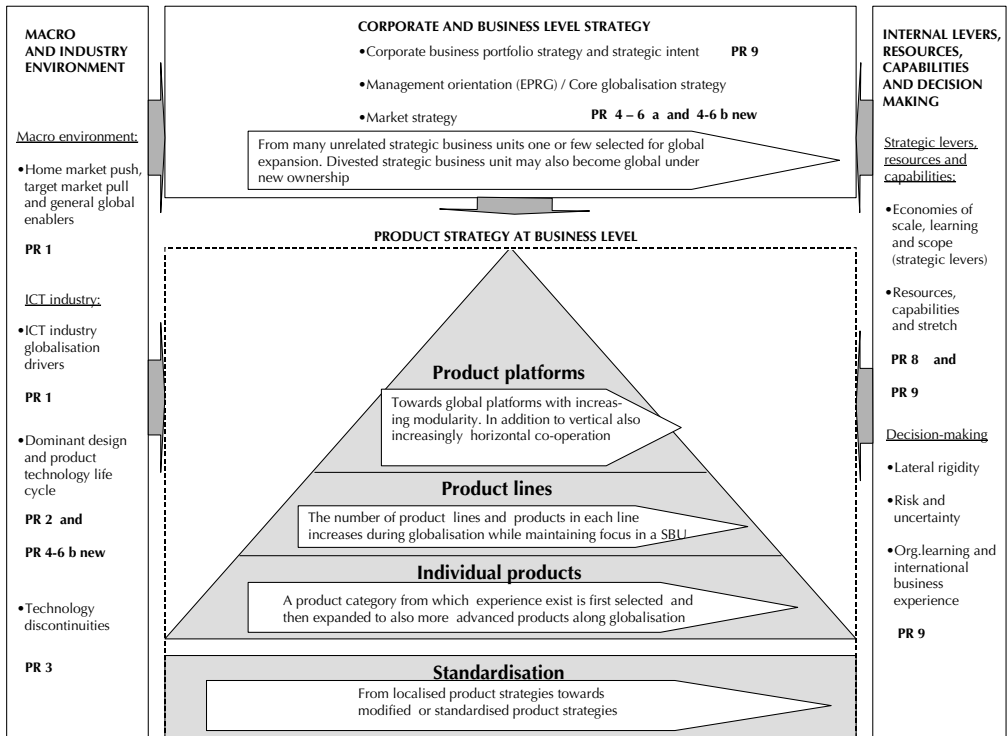 MACRO
AND INDUSTRY
ENVIRONMENT
Macro environment:
•Home market push,
target market pull
and general global
enablers
PR 1
ICT industry:
•ICT industry
globalisation
drivers
PR 1
•Dominant design
and product
technology life
cycle
PR 2 and
PR 4-6 b new
•Technology
discontinuities
PR 3
CORPORATE AND BUSINESS LEVEL STRATEGY
•Corporate business portfolio strategy and strategic intent PR 9
•Management orientation (EPRG) / Core globalisation strategy
•Market strategy PR 4 – 6 a and 4-6 b new
From many unrelated strategic business units one or few selected for global
expansion. Divested strategic business unit may also become global under
new ownership
PRODUCT STRATEGY AT BUSINESS LEVEL
Product platforms
Towards global platforms with increas-
ing modularity. In addition to vertical also
increasingly horizontal co-operation
Product lines
The number of product lines and products in each line
increases during globalisation while maintaining focus in a SBU
Individual products
A product category from which experience exist is first selected and
then expanded to also more advanced products along globalisation
Standardisation
From localised product strategies towards
modified or standardised product strategies
INTERNAL LEVERS,
RESOURCES,
CAPABILITIES
AND DECISION
MAKING
Strategic levers,
resources and
capabilities:
•Economies of
scale, learning
and scope
(strategic levers)
•Resources,
capabilities
and stretch
PR 8 and
PR 9
Decision-making
•Lateral rigidity
•Risk and
uncertainty
•Org.learning and
international
business
experience
PR 9